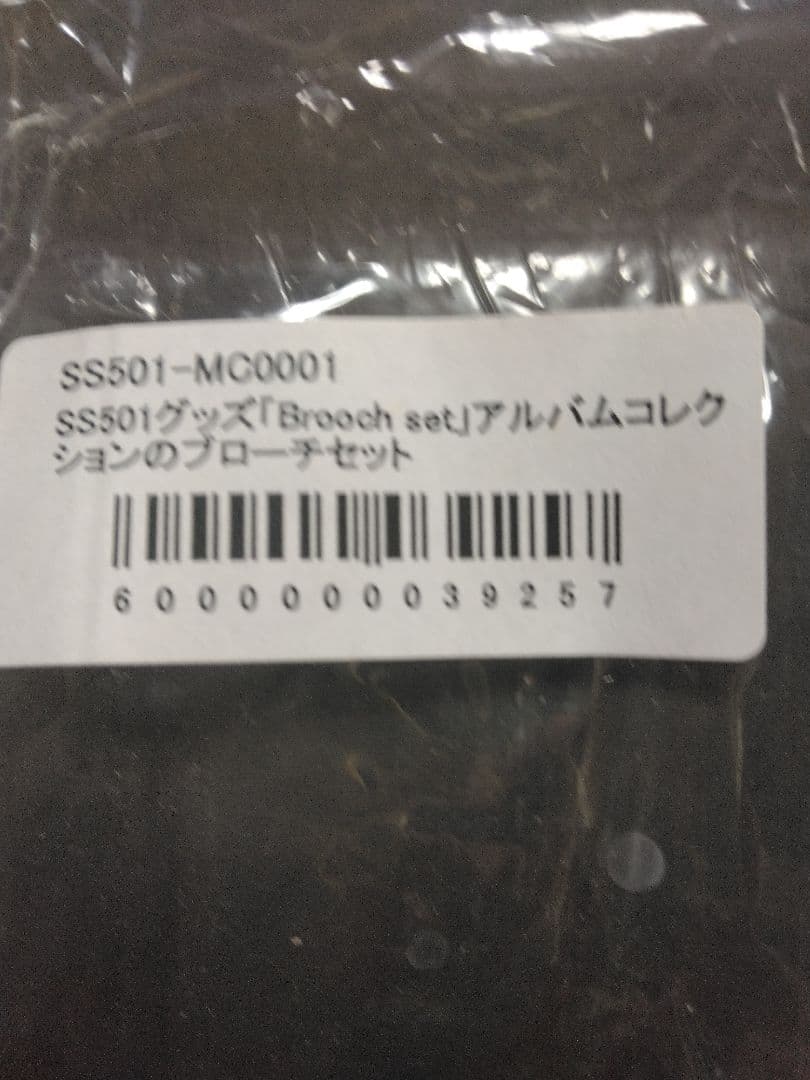 SS501-MC0001
SS501グッズ「Brooch set」アルバムコレク
ションのブローチセット
6000000039257